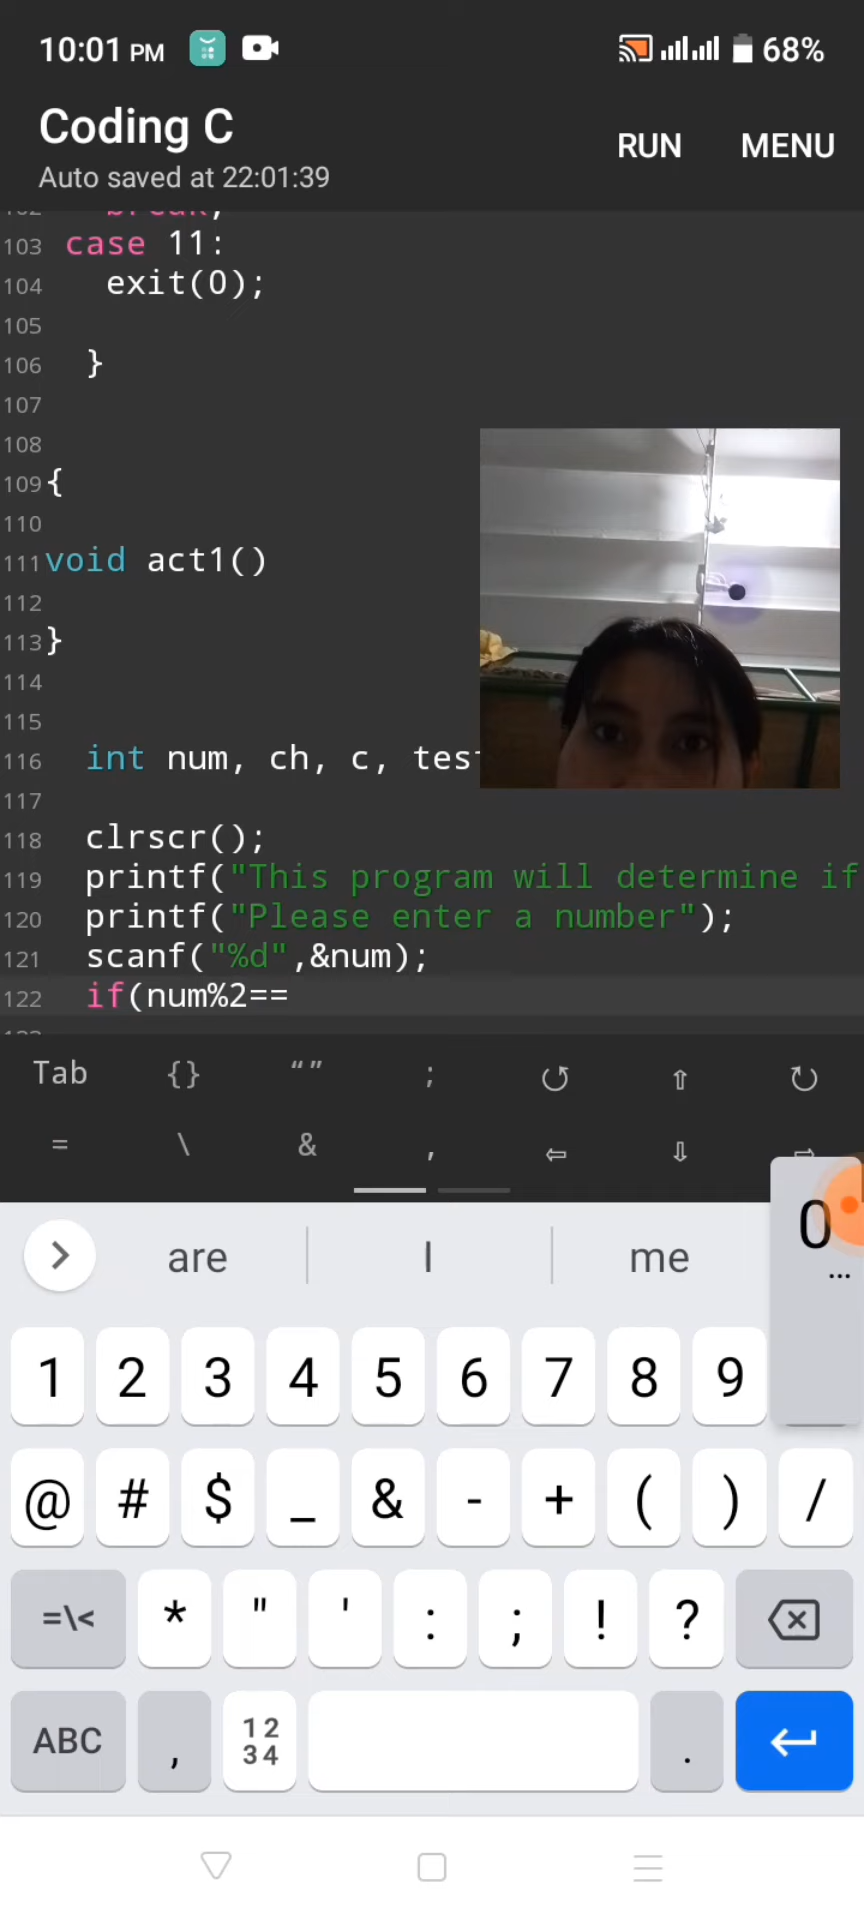 10:01 PM 68%
Coding C
Auto saved at 22:01:39
RUN MENU
103 case 11:
104 exit(0);
105
106 }
107
108
109 {
110
111 void act1()
112
113 }
114
115
116 int num, ch, c,
117
118 clrscr();
119 printf("This program will determine if
120 printf("Please enter a number");
121 scanf("%d",&num);
122 if(num%2==
Tab {} “” ; ↺ ⇧ ↻
= \ & , ⇦ ⇩ ⇨
0
...
> are I me
1 2 3 4 5 6 7 8 9
@ # $ _ & - + ( ) /
=\< * " ' : ; ! ?
ABC , 12 34 .